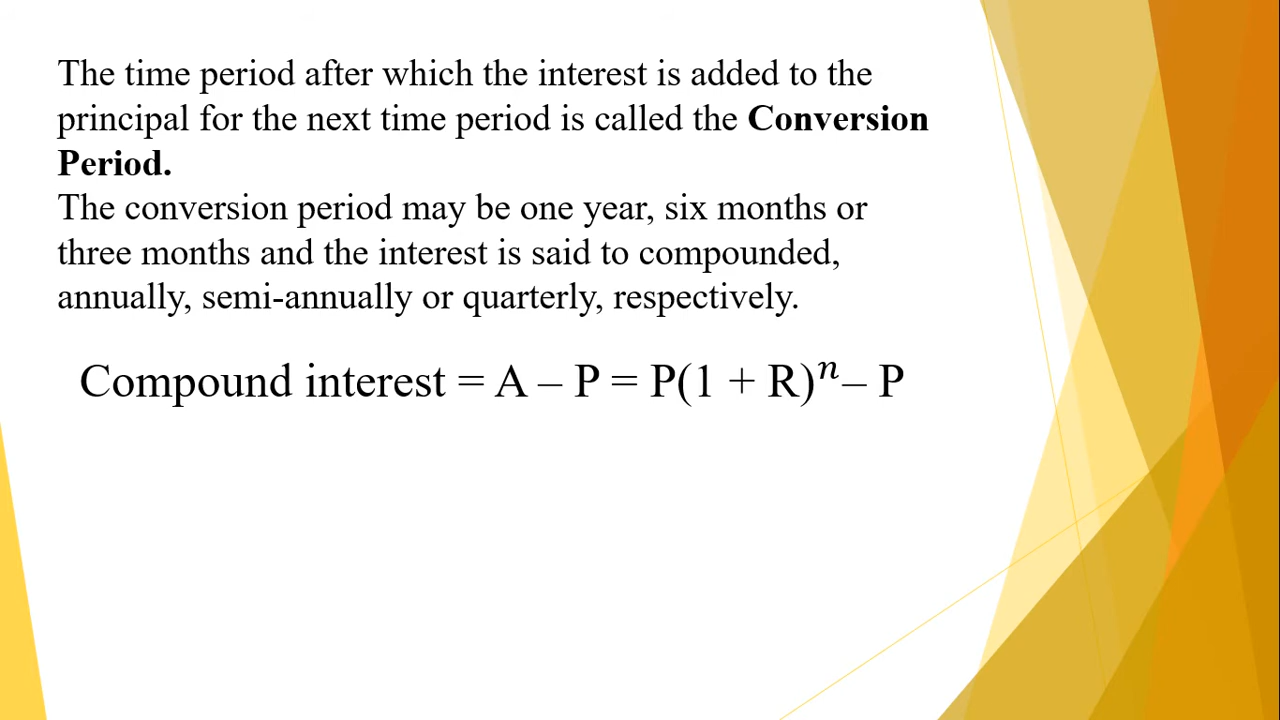 The time period after which the interest is added to the
principal for the next time period is called the Conversion
Period.
The conversion period may be one year, six months or
three months and the interest is said to compounded,
annually, semi-annually or quarterly, respectively.
Compound interest = A – P = P(1 + R)ⁿ – P